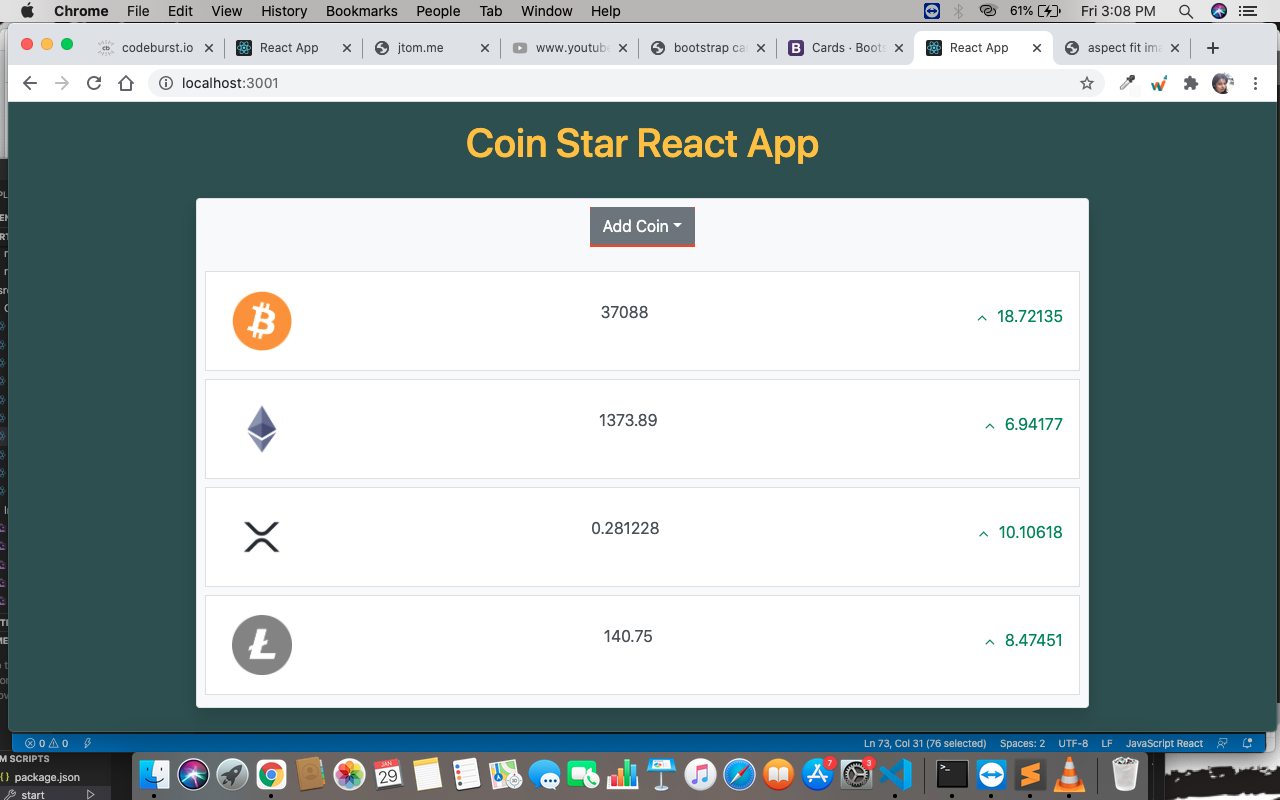 Chrome File Edit View History Bookmarks People Tab Window Help 61% Fri 3:08 PM
codeburst.io React App jtom.me www.youtube bootstrap ca Cards · Boots React App aspect fit ima
localhost:3001
Coin Star React App
Add Coin
37088 18.72135
1373.89 6.94177
0.281228 10.10618
140.75 8.47451
0 0 Ln 73, Col 31 (76 selected) Spaces: 2 UTF-8 LF JavaScript React
M SCRIPTS
{} package.json
start
JAN
29
7
3